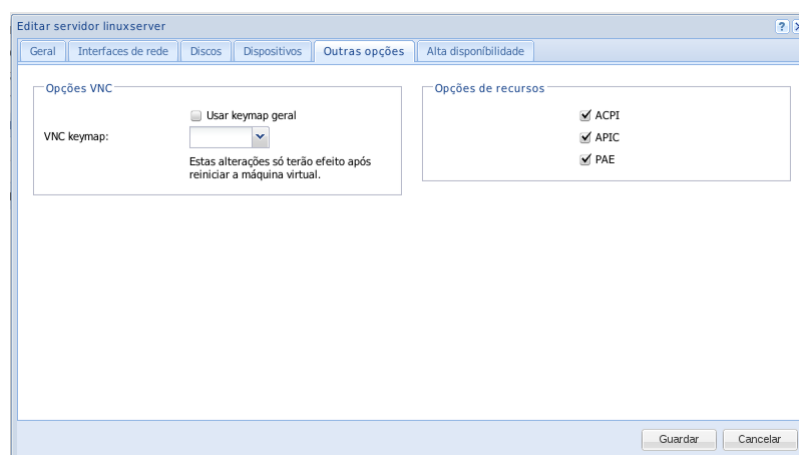 Editar servidor linuxserver
Geral Interfaces de rede Discos Dispositivos Outras opções Alta disponibilidade
Opções VNC
Usar keymap geral
VNC keymap:
Estas alterações só terão efeito após
reiniciar a máquina virtual.
Opções de recursos
ACPI
APIC
PAE
Guardar Cancelar